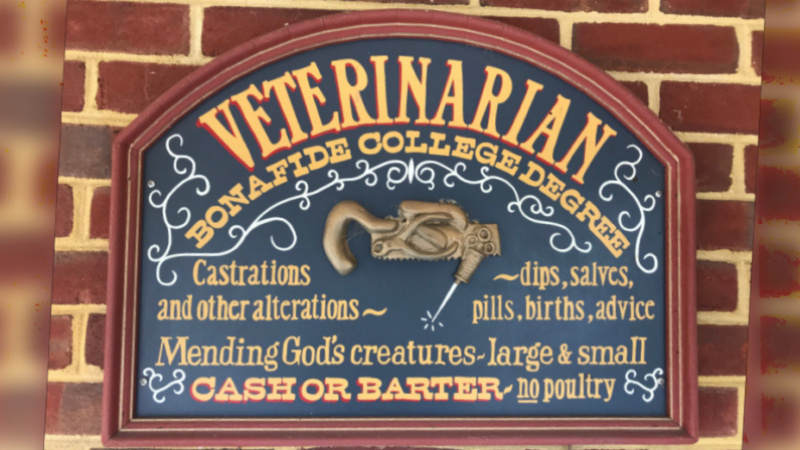 VETERINARIAN
BONAFIDE COLLEGE DEGREE
Castrations
and other alterations~
~dips, salves,
pills, births, advice
Mending God's creatures~large & small
CASH OR BARTER~no poultry